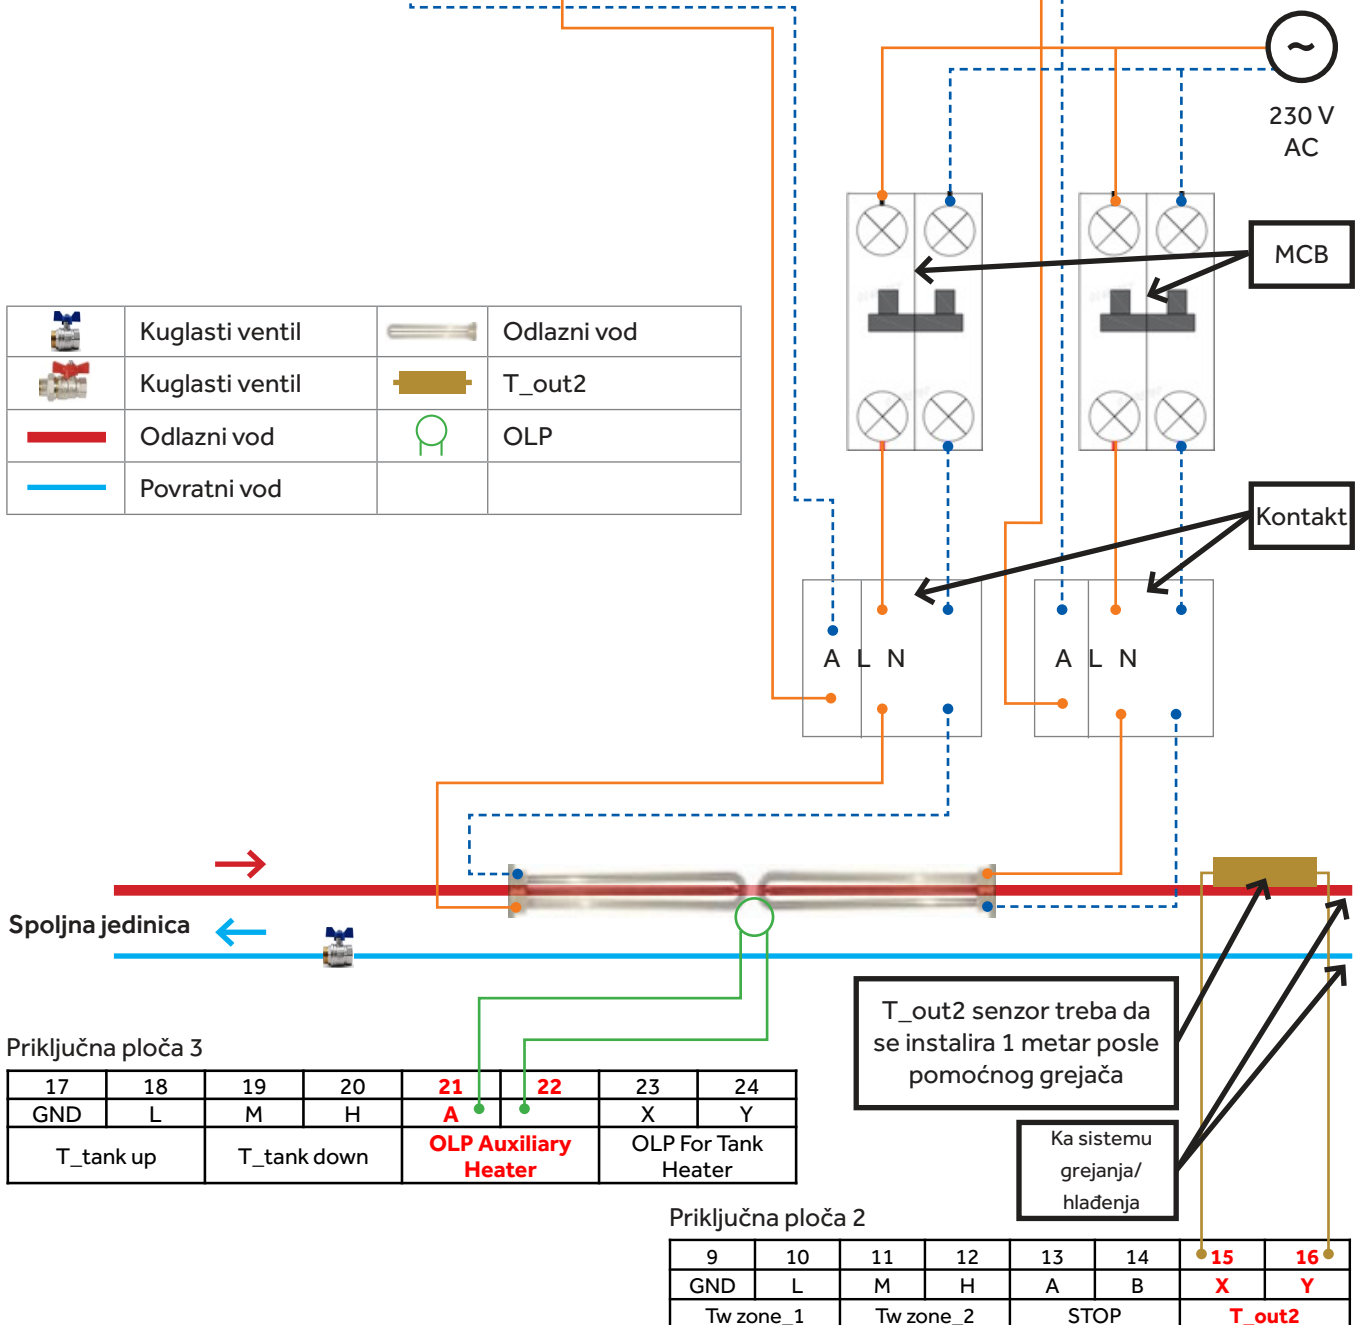 ~
230 V
AC
MCB
Kuglasti ventil
Odlazni vod
Kuglasti ventil
T_out2
Odlazni vod
OLP
Povratni vod
Kontakt
A L N
A L N
Spoljna jedinica
T_out2 senzor treba da
se instalira 1 metar posle
pomoćnog grejača
Priključna ploča 3
17 18 19 20 21 22 23 24
GND L M H A X Y
T_tank up T_tank down OLP Auxiliary Heater OLP For Tank Heater
Ka sistemu
grejanja/
hlađenja
Priključna ploča 2
9 10 11 12 13 14 15 16
GND L M H A B X Y
Tw zone_1 Tw zone_2 STOP T_out2